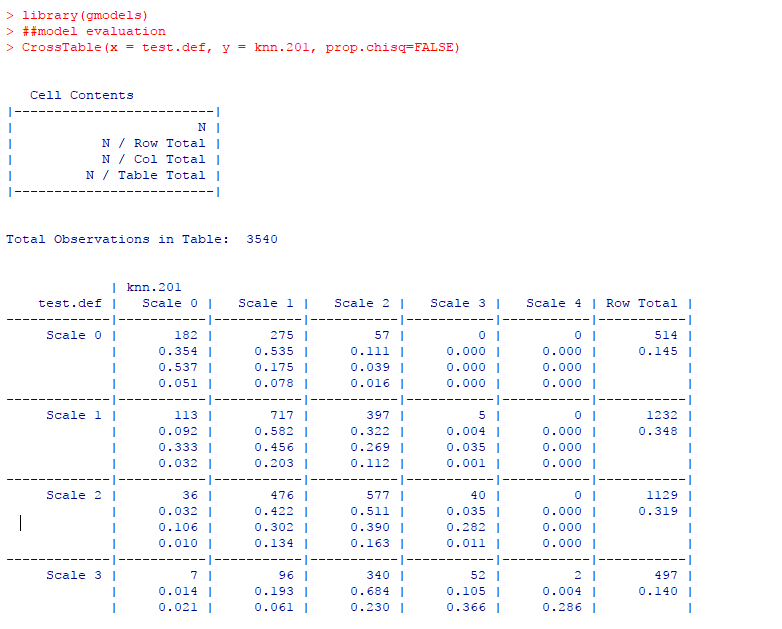 > library(gmodels)
> ##model evaluation
> CrossTable(x = test.def, y = knn.201, prop.chisq=FALSE)
Cell Contents
|-------------------------|
|                       N |
|           N / Row Total |
|           N / Col Total |
|         N / Table Total |
|-------------------------|
Total Observations in Table:  3540
             | knn.201
    test.def |   Scale 0 |   Scale 1 |   Scale 2 |   Scale 3 |   Scale 4 | Row Total |
-------------|-----------|-----------|-----------|-----------|-----------|-----------|
     Scale 0 |       182 |       275 |        57 |         0 |         0 |       514 |
             |     0.354 |     0.535 |     0.111 |     0.000 |     0.000 |     0.145 |
             |     0.537 |     0.175 |     0.039 |     0.000 |     0.000 |           |
             |     0.051 |     0.078 |     0.016 |     0.000 |     0.000 |           |
-------------|-----------|-----------|-----------|-----------|-----------|-----------|
     Scale 1 |       113 |       717 |       397 |         5 |         0 |      1232 |
             |     0.092 |     0.582 |     0.322 |     0.004 |     0.000 |     0.348 |
             |     0.333 |     0.456 |     0.269 |     0.035 |     0.000 |           |
             |     0.032 |     0.203 |     0.112 |     0.001 |     0.000 |           |
-------------|-----------|-----------|-----------|-----------|-----------|-----------|
     Scale 2 |        36 |       476 |       577 |        40 |         0 |      1129 |
             |     0.032 |     0.422 |     0.511 |     0.035 |     0.000 |     0.319 |
             |     0.106 |     0.302 |     0.390 |     0.282 |     0.000 |           |
             |     0.010 |     0.134 |     0.163 |     0.011 |     0.000 |           |
-------------|-----------|-----------|-----------|-----------|-----------|-----------|
     Scale 3 |         7 |        96 |       340 |        52 |         2 |       497 |
             |     0.014 |     0.193 |     0.684 |     0.105 |     0.004 |     0.140 |
             |     0.021 |     0.061 |     0.230 |     0.366 |     0.286 |           |